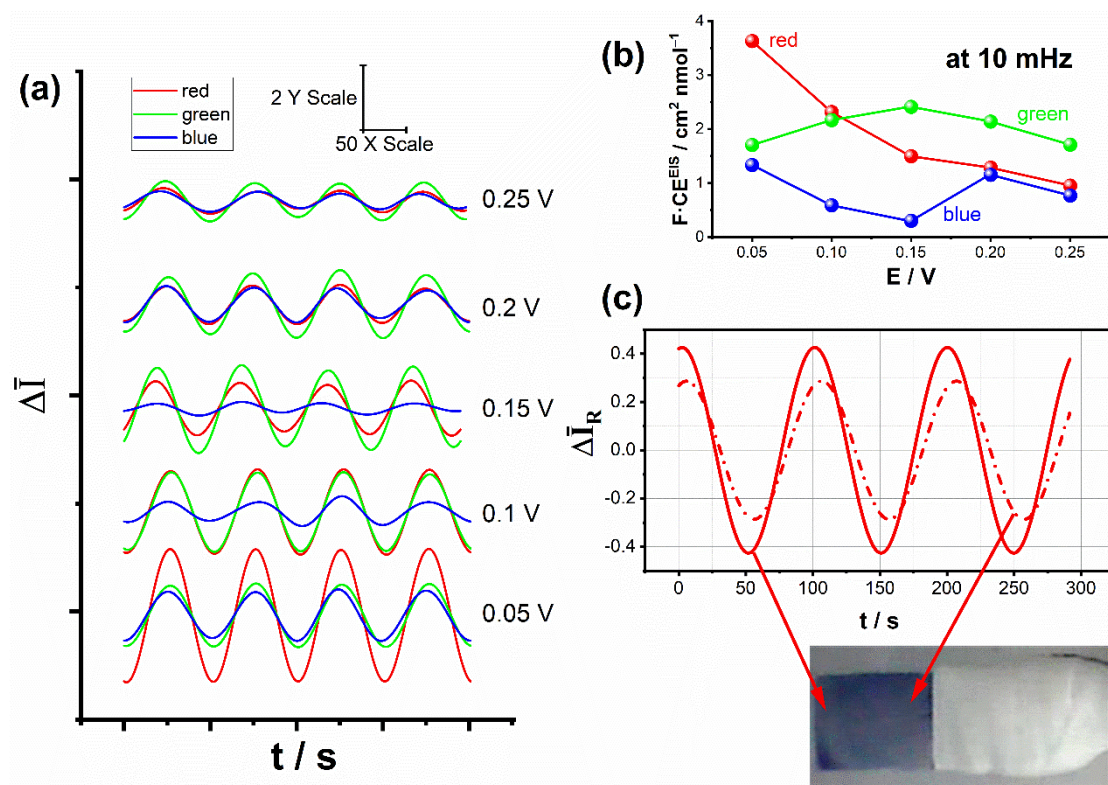 (a)
red
green
blue
2 Y Scale
50 X Scale
0.25 V
0.2 V
0.15 V
0.1 V
0.05 V
ΔĪ
t / s
(b)
4
3
2
1
0
F·CE^EIS / cm² nmol⁻¹
red
at 10 mHz
green
blue
0.05 0.10 0.15 0.20 0.25
E / V
(c)
0.4
0.2
0.0
-0.2
-0.4
ΔĪ_R
0 50 100 150 200 250 300
t / s